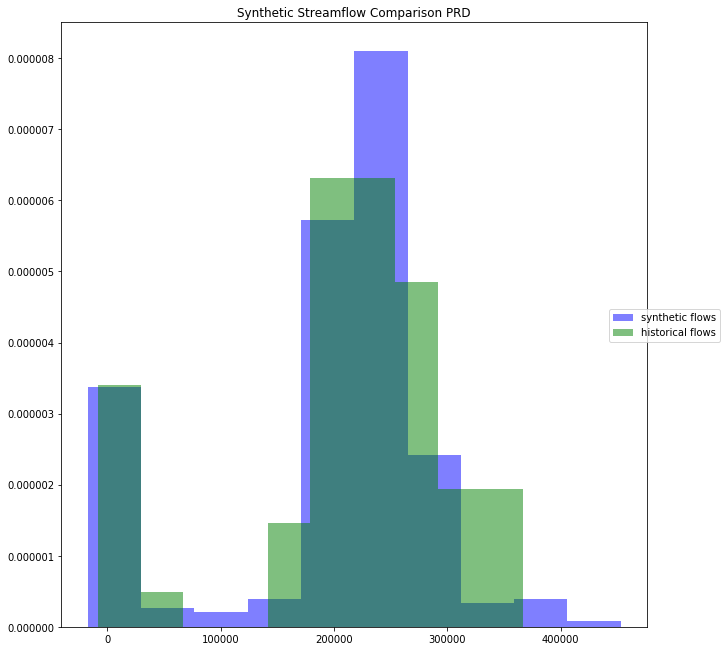 Synthetic Streamflow Comparison PRD
0.000008
0.000007
0.000006
0.000005
0.000004
0.000003
0.000002
0.000001
0.000000
synthetic flows
historical flows
0 100000 200000 300000 400000